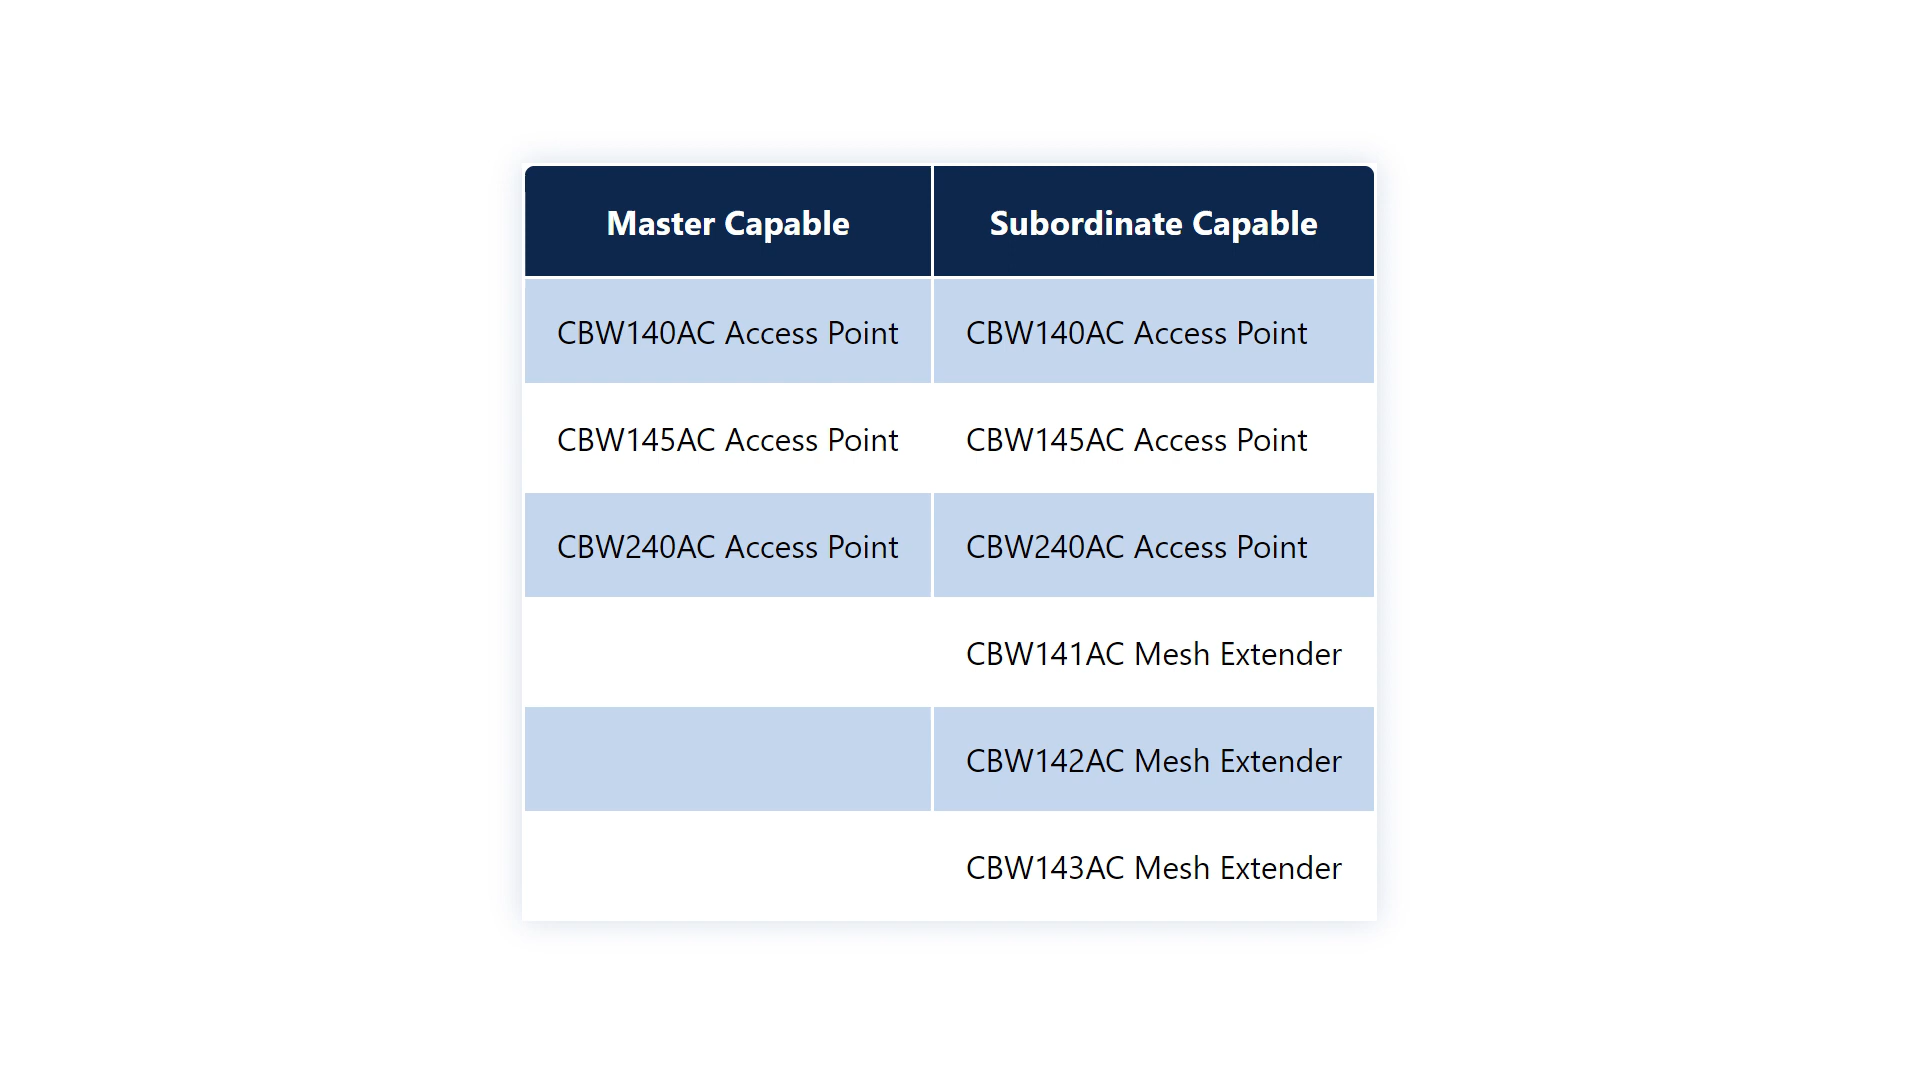 Master Capable Subordinate Capable
CBW140AC Access Point CBW140AC Access Point
CBW145AC Access Point CBW145AC Access Point
CBW240AC Access Point CBW240AC Access Point
CBW141AC Mesh Extender
CBW142AC Mesh Extender
CBW143AC Mesh Extender